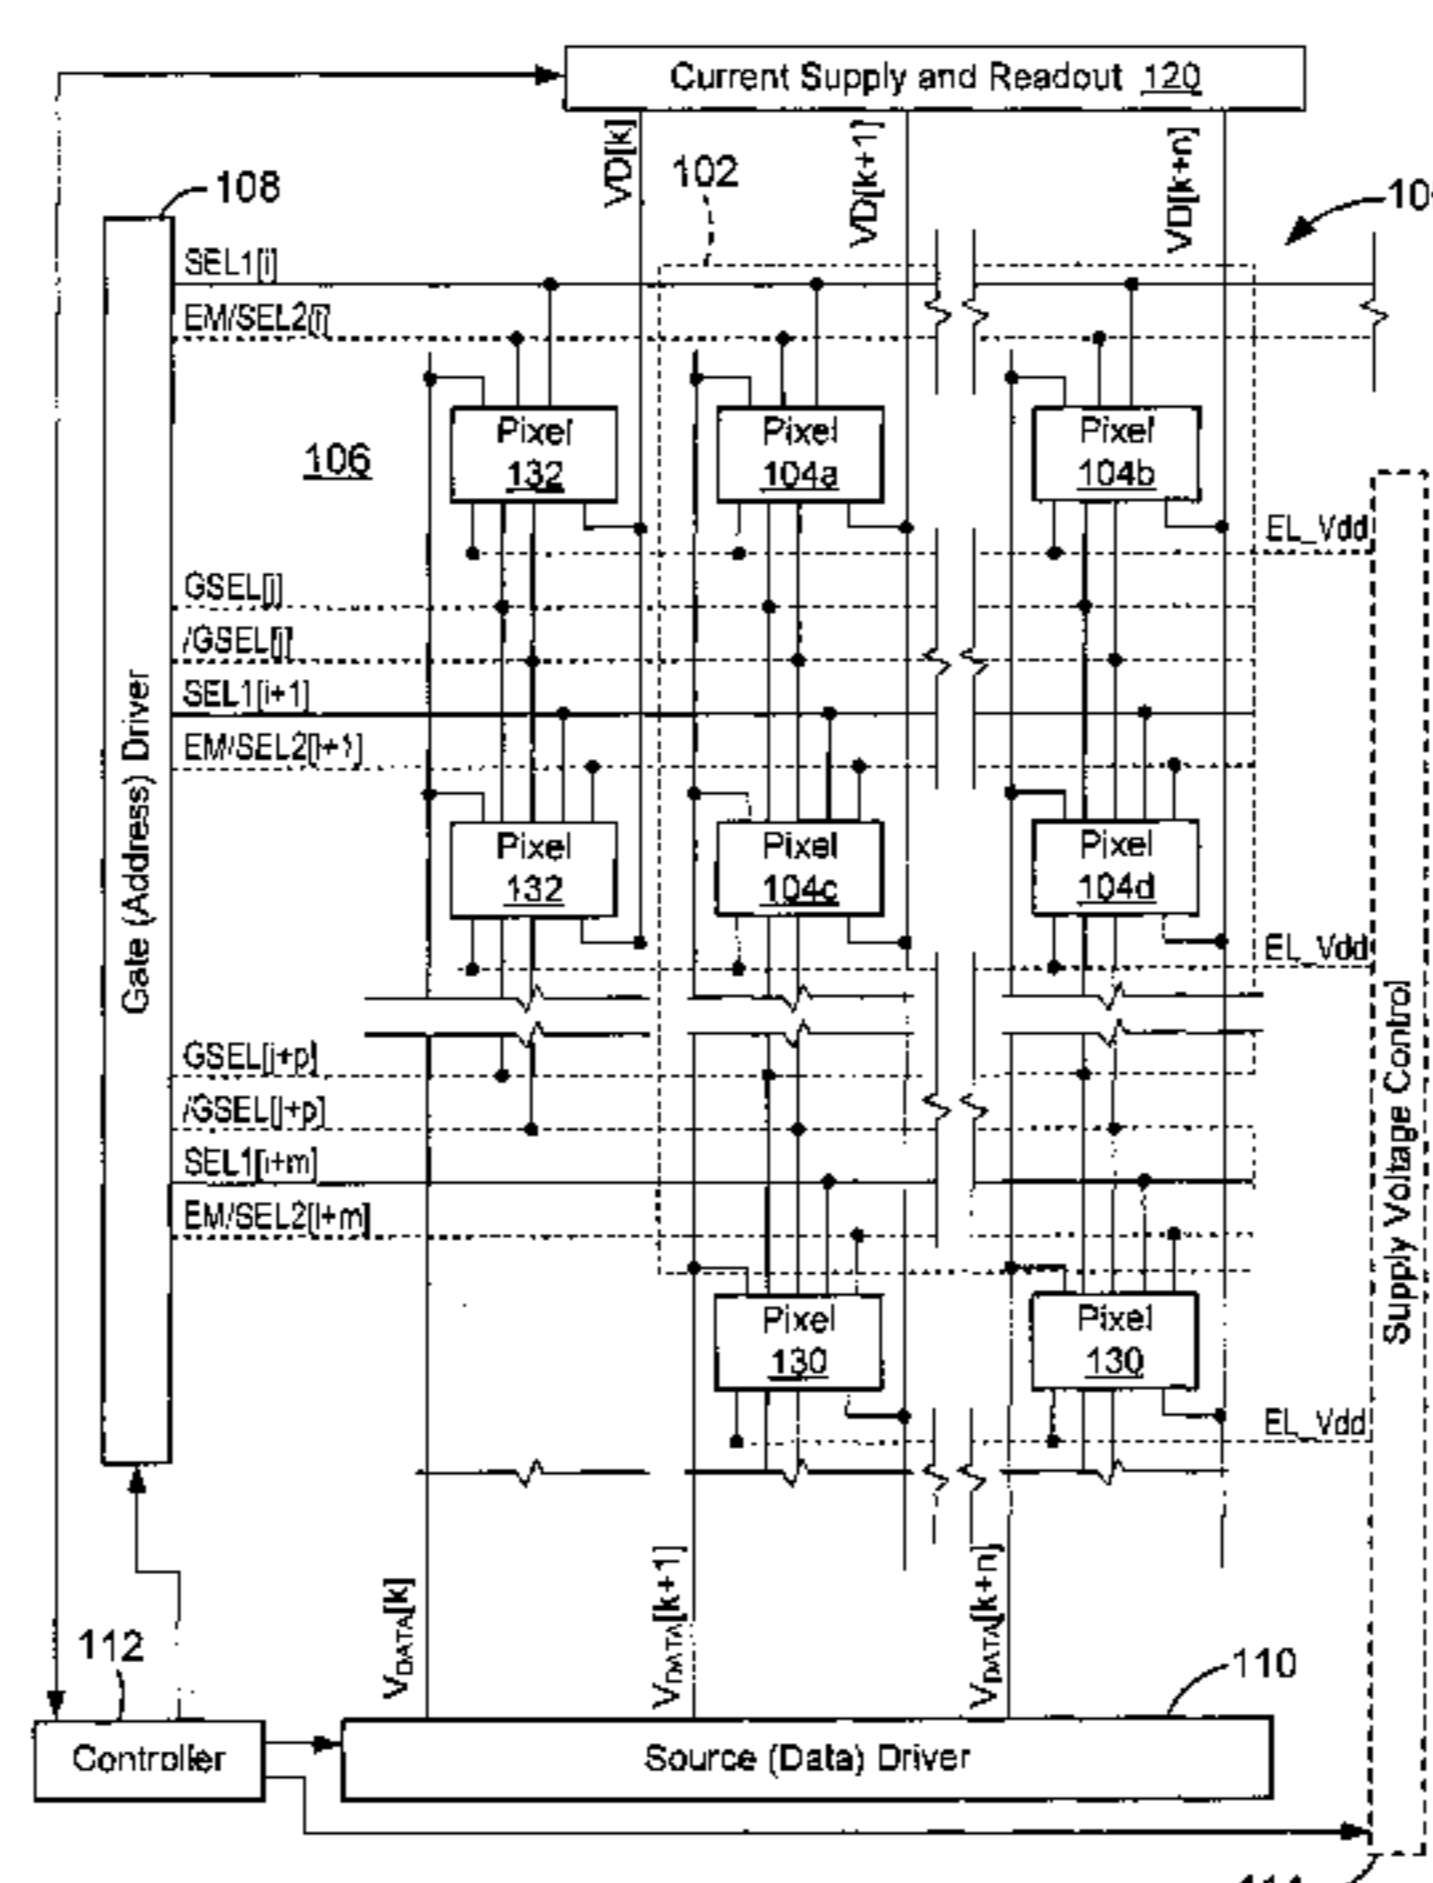 Current Supply and Readout 120
VD[k]
VD[k+1]
VD[k+n]
102
108
SEL1[i]
EM/SEL2[i]
Pixel
132
Pixel
104a
Pixel
104b
106
EL_Vdd
GSEL[j]
/GSEL[j]
SEL1[i+1]
EM/SEL2[i+1]
Gate (Address) Driver
Pixel
132
Pixel
104c
Pixel
104d
EL_Vdd
Supply Voltage Control
GSEL[j+p]
/GSEL[j+p]
SEL1[i+m]
EM/SEL2[i+m]
Pixel
130
Pixel
130
EL_Vdd
VDATA[k]
VDATA[k+1]
VDATA[k+n]
112
110
Controller
Source (Data) Driver